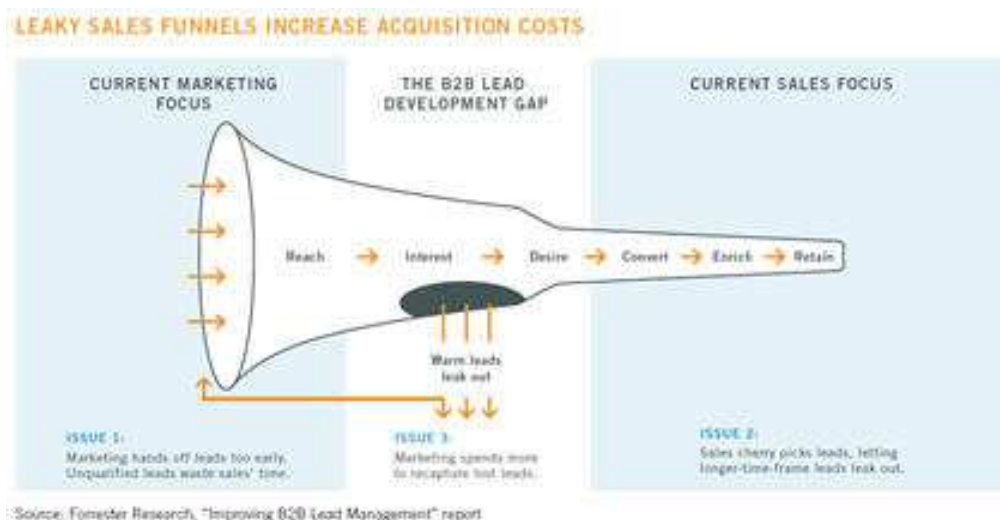 LEAKY SALES FUNNELS INCREASE ACQUISITION COSTS
CURRENT MARKETING
FOCUS
THE B2B LEAD
DEVELOPMENT GAP
CURRENT SALES FOCUS
Reach
Interest
Desire
Convert
Enrich
Retain
Warm leads
leak out
ISSUE 1:
Marketing hands off leads too early.
Unqualified leads waste sales' time.
ISSUE 3:
Marketing spends more
to recapture lost leads.
ISSUE 2:
Sales cherry picks leads, letting
longer-time-frame leads leak out.
Source: Forrester Research, "Improving B2B Lead Management" report